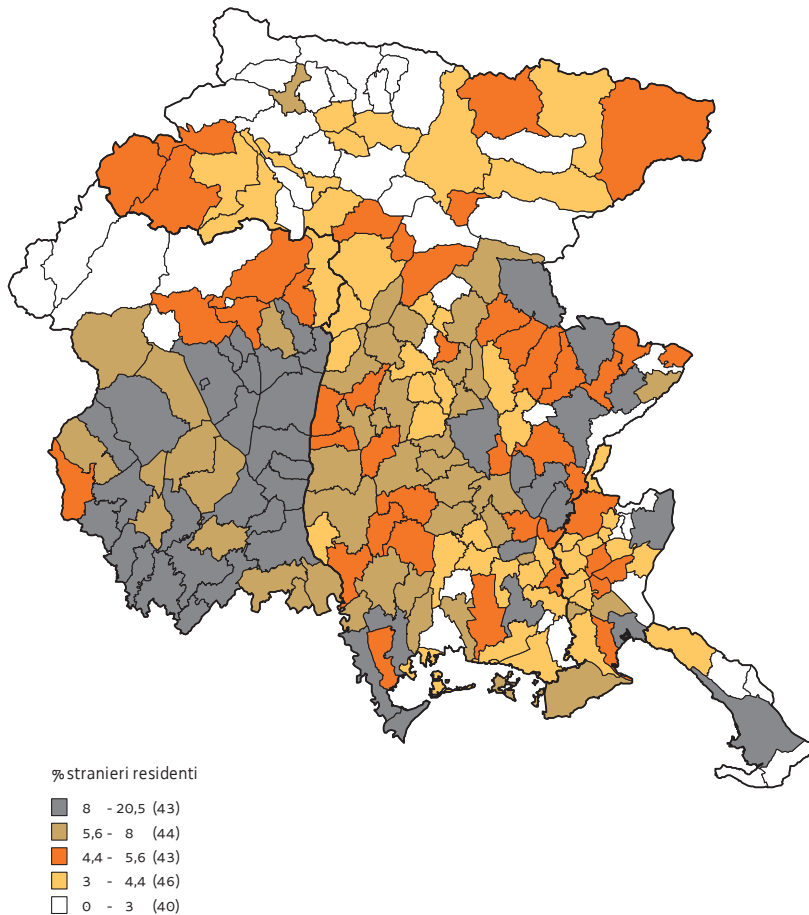 % stranieri residenti
8 - 20,5 (43)
5,6 - 8 (44)
4,4 - 5,6 (43)
3 - 4,4 (46)
0 - 3 (40)